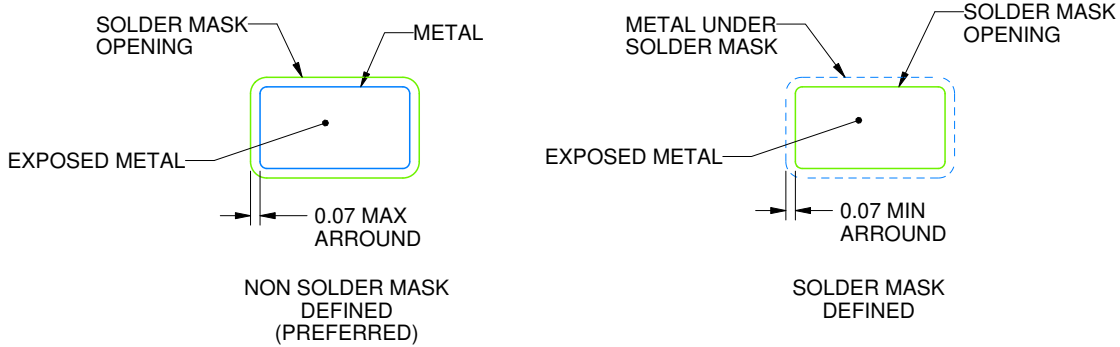 SOLDER MASK
OPENING
METAL
EXPOSED METAL
0.07 MAX
ARROUND
NON SOLDER MASK
DEFINED
(PREFERRED)
METAL UNDER
SOLDER MASK
SOLDER MASK
OPENING
EXPOSED METAL
0.07 MIN
ARROUND
SOLDER MASK
DEFINED